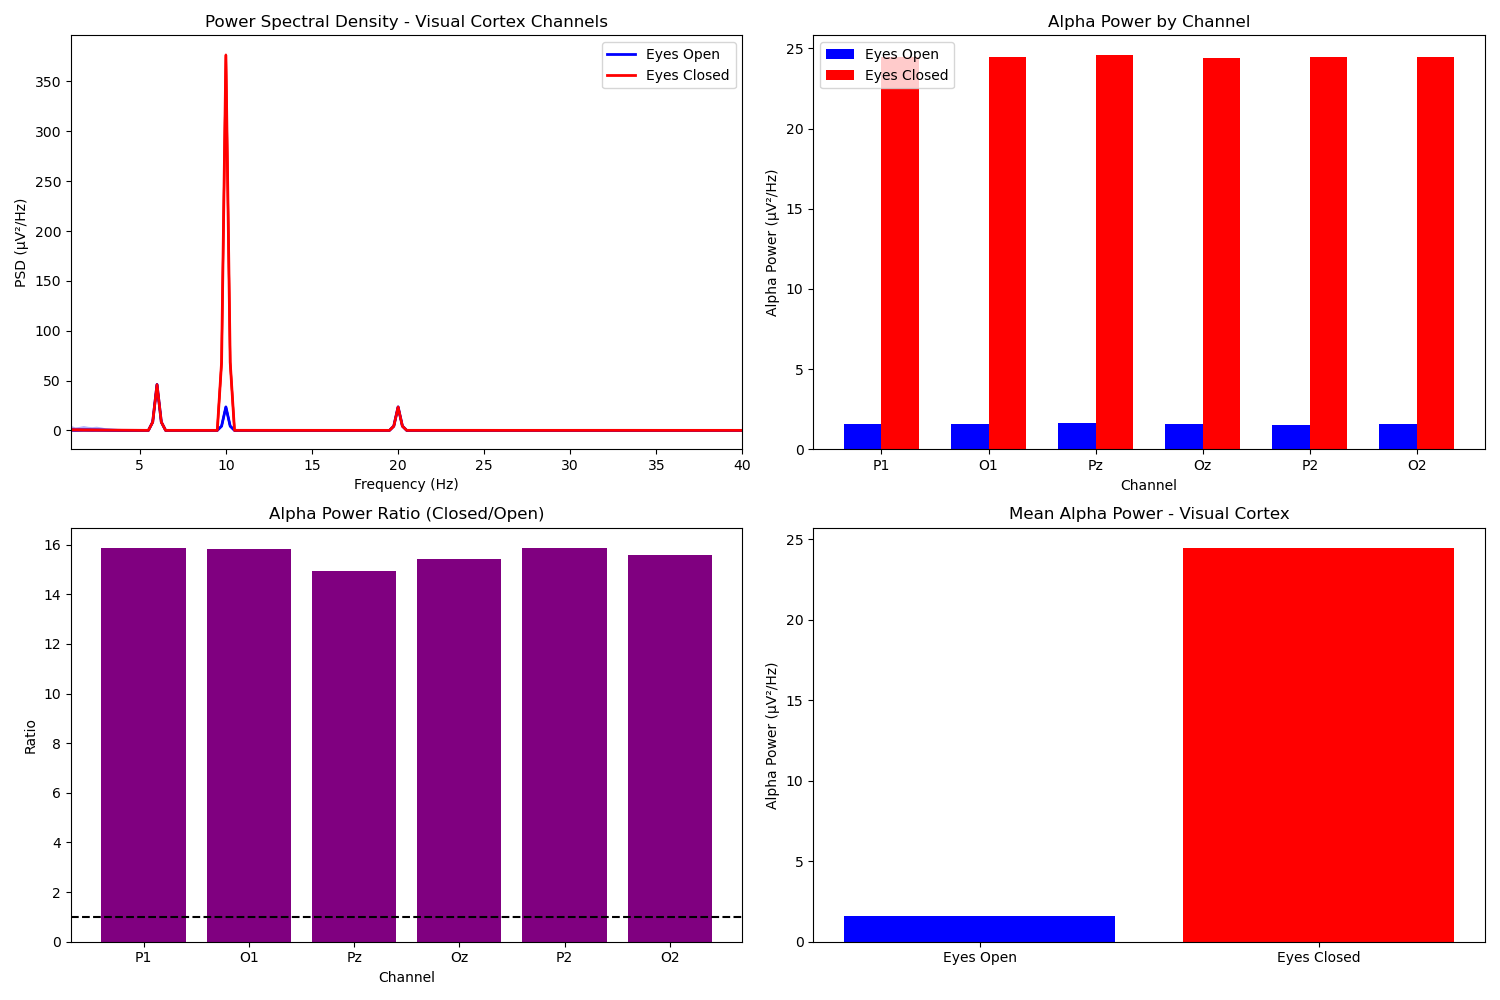 Power Spectral Density - Visual Cortex Channels
PSD (µV²/Hz)
350
300
250
200
150
100
50
0
5 10 15 20 25 30 35 40
Frequency (Hz)
Eyes Open
Eyes Closed
Alpha Power by Channel
Alpha Power (µV²/Hz)
25
20
15
10
5
0
P1 O1 Pz Oz P2 O2
Channel
Eyes Open
Eyes Closed
Alpha Power Ratio (Closed/Open)
Ratio
16
14
12
10
8
6
4
2
0
P1 O1 Pz Oz P2 O2
Channel
Mean Alpha Power - Visual Cortex
Alpha Power (µV²/Hz)
25
20
15
10
5
0
Eyes Open Eyes Closed